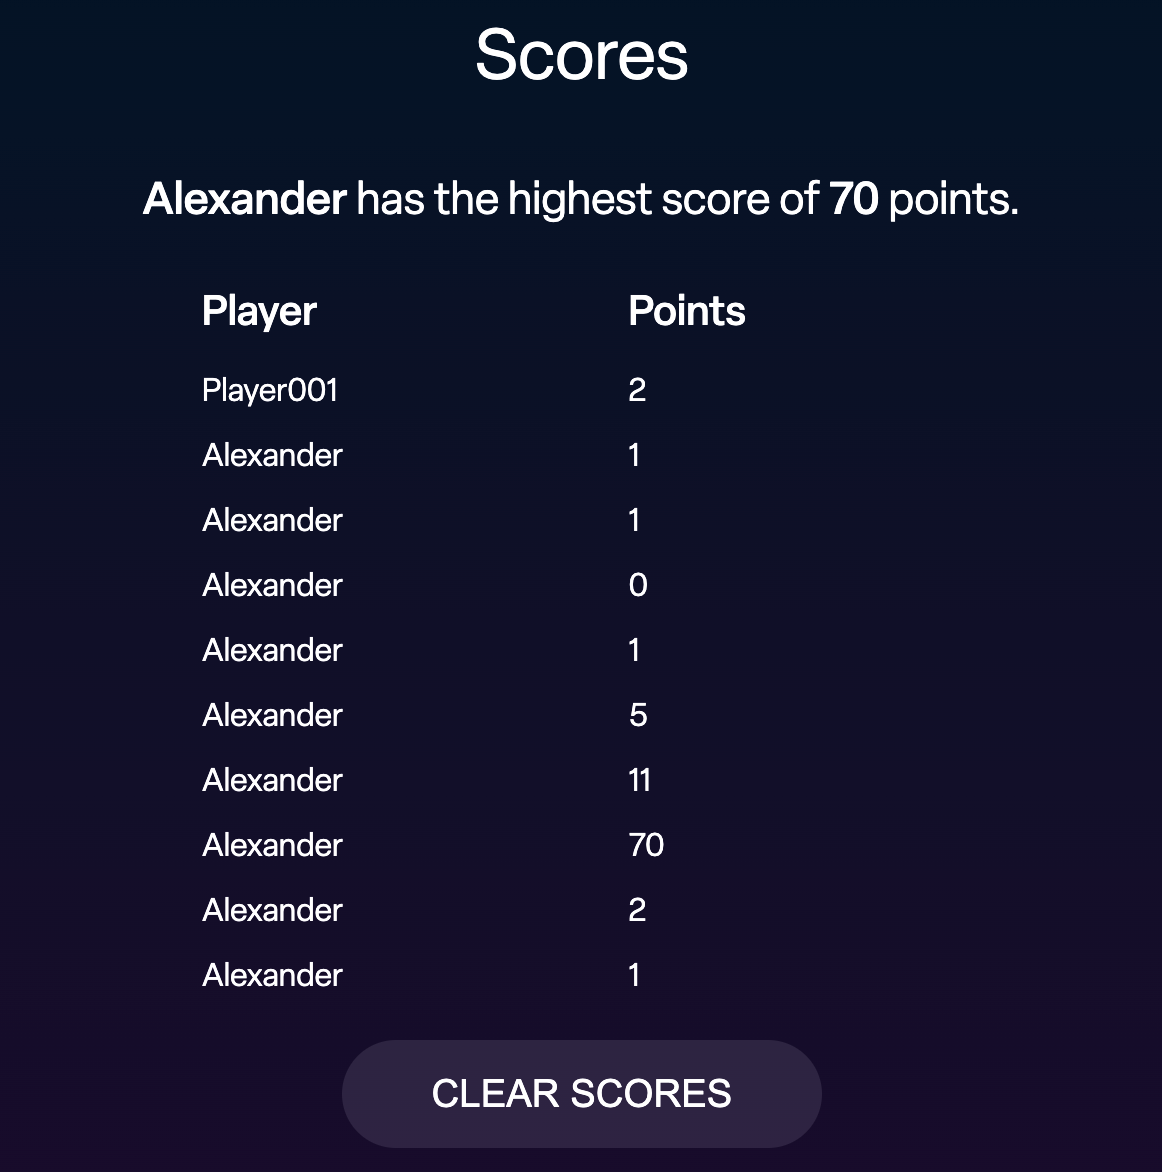 Scores
Alexander has the highest score of 70 points.
Player Points
Player001 2
Alexander 1
Alexander 1
Alexander 0
Alexander 1
Alexander 5
Alexander 11
Alexander 70
Alexander 2
Alexander 1
CLEAR SCORES